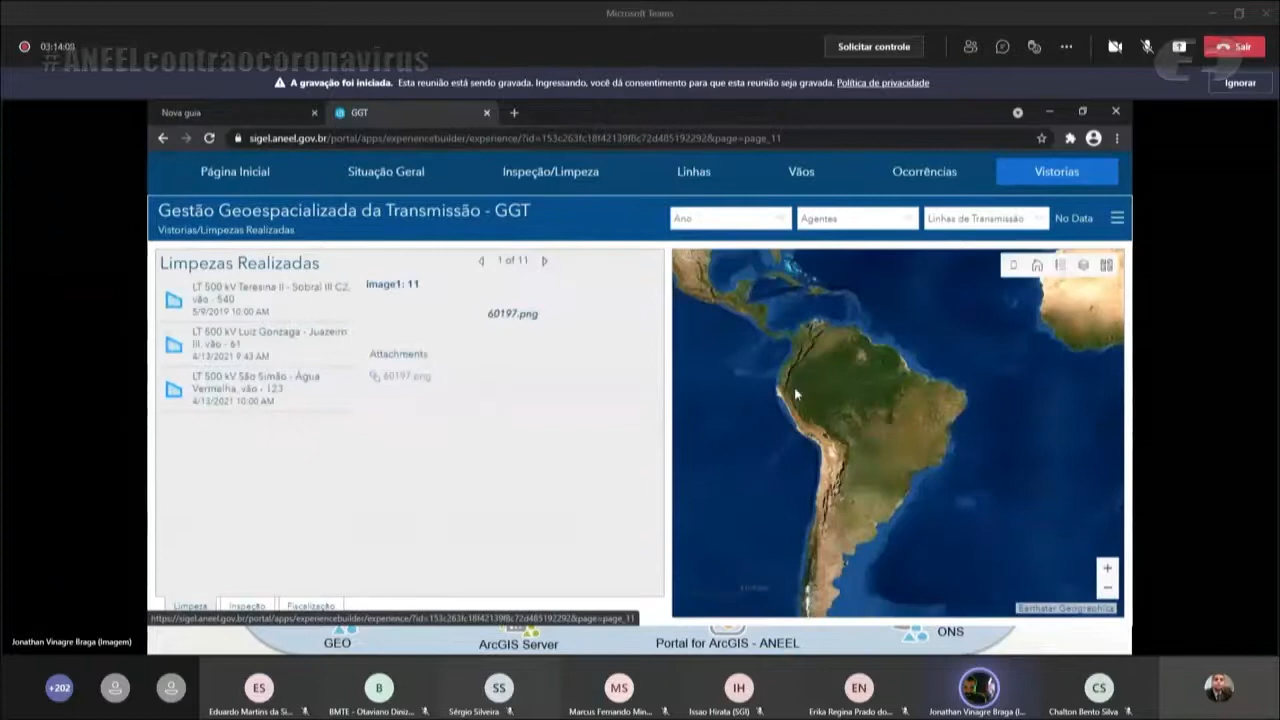 Microsoft Teams
03:14:08
#ANEELcontraocoronavírus
Solicitar controle
Sair
A gravação foi iniciada. Esta reunião está sendo gravada. Ingressando, você dá consentimento para que esta reunião seja gravada. Política de privacidade
Ignorar
Nova guia
GGT
sigel.aneel.gov.br/portal/apps/experiencebuilder/experience/?id=153c263fc18f42139f8c72d485192292&page=page_11
Página Inicial
Situação Geral
Inspeção/Limpeza
Linhas
Vãos
Ocorrências
Vistorias
Gestão Geoespacializada da Transmissão - GGT
Vistorias/Limpezas Realizadas
Ano
Agentes
Linhas de Transmissão
No Data
Limpezas Realizadas
1 of 11
LT 500 kV Teresina II - Sobral III C2,
vão - 540
5/9/2019 10:00 AM
LT 500 kV Luiz Gonzaga - Juazeiro
III, vão - 61
4/13/2021 9:43 AM
LT 500 kV São Simão - Água
Vermelha, vão - 123
4/13/2021 10:00 AM
Image1: 11
60197.png
Attachments
60197.png
Earthstar Geographics
Limpeza
Inspeção
Fiscalização
https://sigel.aneel.gov.br/portal/apps/experiencebuilder/experience/?id=153c263fc18f42139f8c72d485192292&page=page_11
GEO
ArcGIS Server
Portal for ArcGIS - ANEEL
ONS
Jonathan Vinagre Braga (Imagem)
+202
ES
Eduardo Martins da Si...
B
BMTE - Otaviano Diniz...
SS
Sérgio Silveira
MS
Marcus Fernando Min...
IH
Issao Hirata (SGI)
EN
Erika Regina Prado do...
Jonathan Vinagre Braga (I...
CS
Chalton Bento Silva